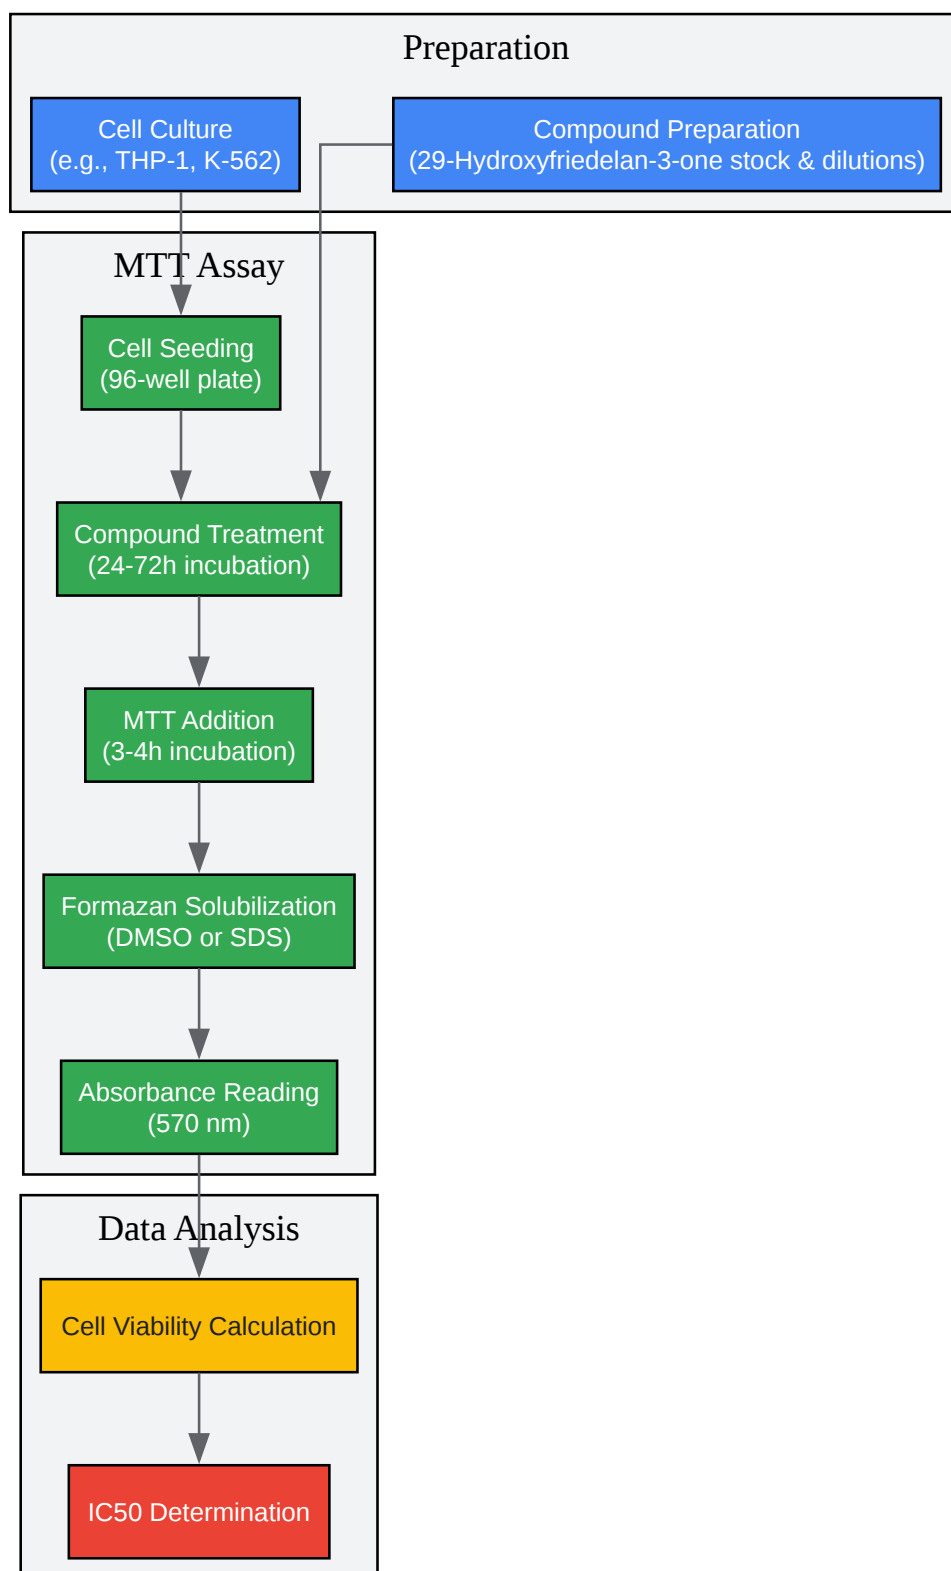 Preparation
Cell Culture
(e.g., THP-1, K-562)
Compound Preparation
(29-Hydroxyfriedelan-3-one stock & dilutions)
MTT Assay
Cell Seeding
(96-well plate)
Compound Treatment
(24-72h incubation)
MTT Addition
(3-4h incubation)
Formazan Solubilization
(DMSO or SDS)
Absorbance Reading
(570 nm)
Data Analysis
Cell Viability Calculation
IC50 Determination